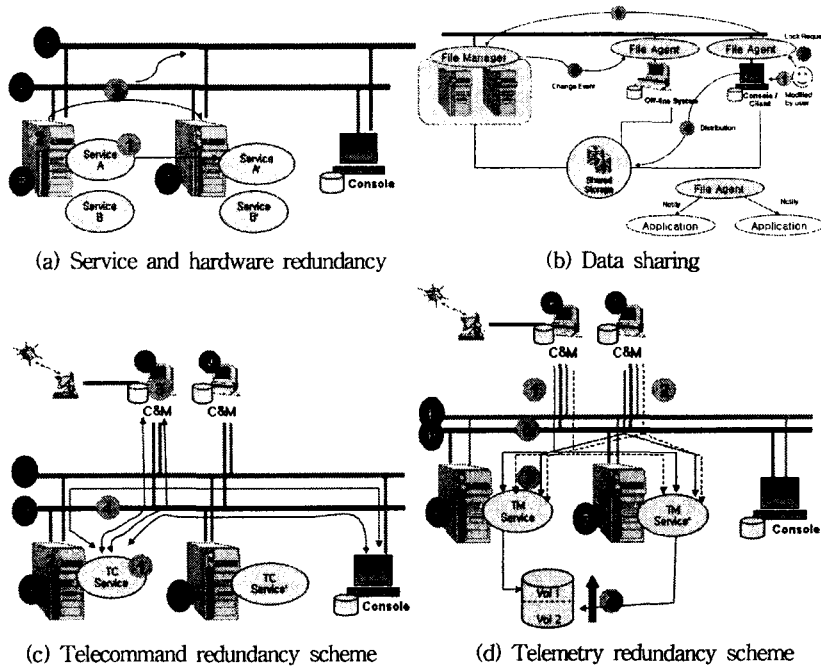 Service
A
Service
A'
Service
B
Service
B'
Console
(a) Service and hardware redundancy
Lock Request
File Manager
File Agent
File Agent
Change Event
Off-line System
Console /
Client
Modified
by user
Distribution
Shared
Storage
File Agent
Notify
Notify
Application
Application
(b) Data sharing
C&M
C&M
TC
Service
TC
Service'
Console
(c) Telecommand redundancy scheme
C&M
C&M
1
2
TM
Service
TM
Service'
Console
Vol 1
Vol 2
(d) Telemetry redundancy scheme